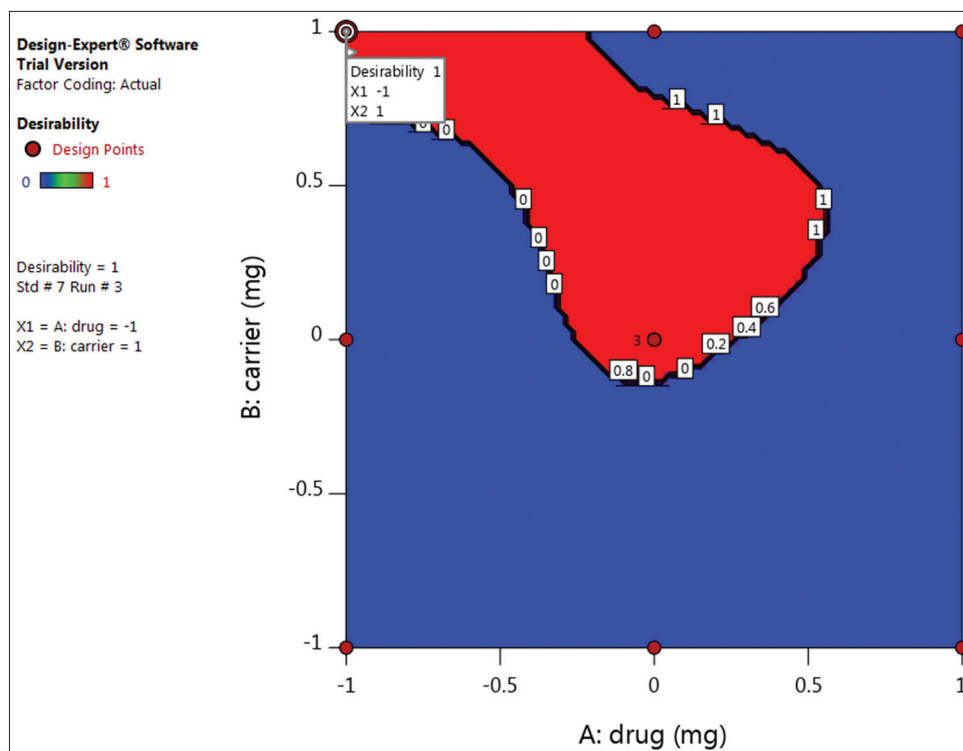 Design-Expert® Software
Trial Version
Factor Coding: Actual
Desirability
Design Points
0 1
Desirability = 1
Std # 7 Run # 3
X1 = A: drug = -1
X2 = B: carrier = 1
B: carrier (mg)
1
0.5
0
-0.5
-1
Desirability 1
X1 -1
X2 1
0
0
1
1
0
1
0
1
0
0
0.6
0.4
3
0.2
0.8
0
0
-1
-0.5
0
0.5
1
A: drug (mg)